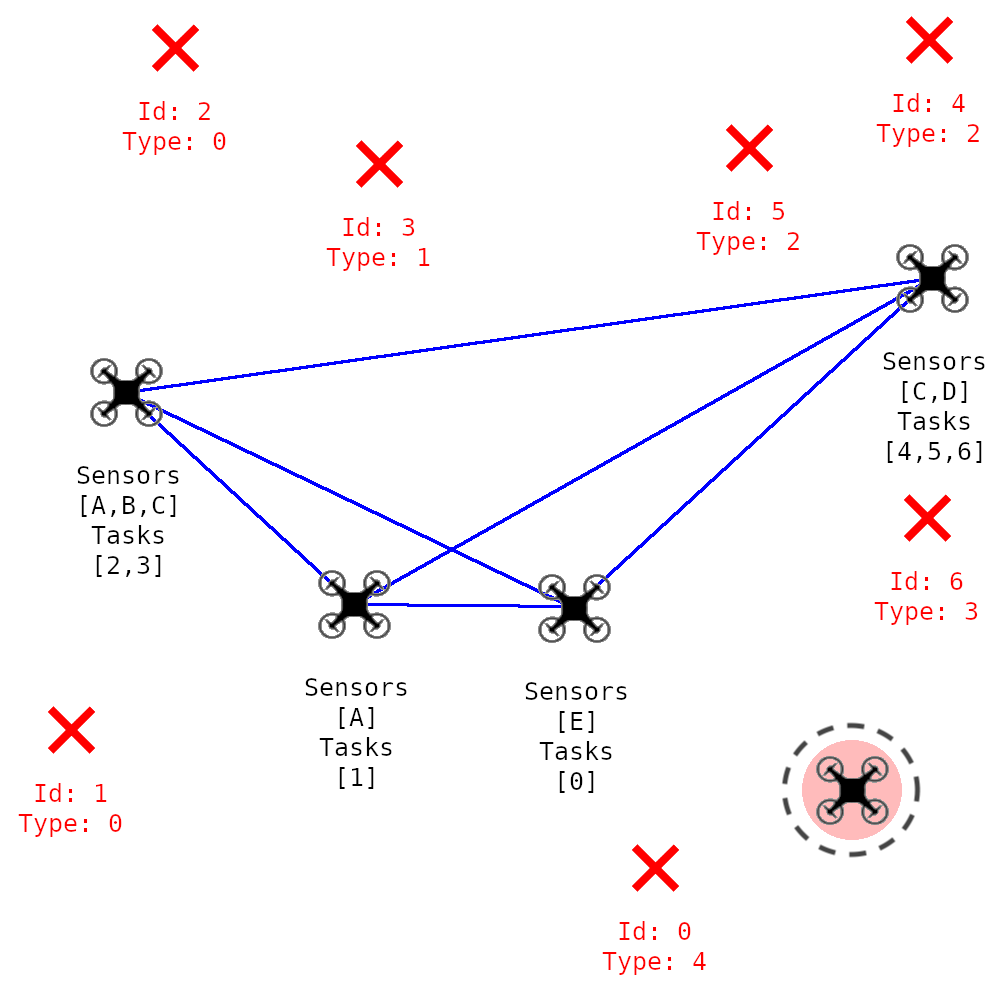 Id: 2
Type: 0
Id: 4
Type: 2
Id: 3
Type: 1
Id: 5
Type: 2
Sensors
[C,D]
Tasks
[4,5,6]
Sensors
[A,B,C]
Tasks
[2,3]
Id: 6
Type: 3
Sensors
[A]
Tasks
[1]
Sensors
[E]
Tasks
[0]
Id: 1
Type: 0
Id: 0
Type: 4